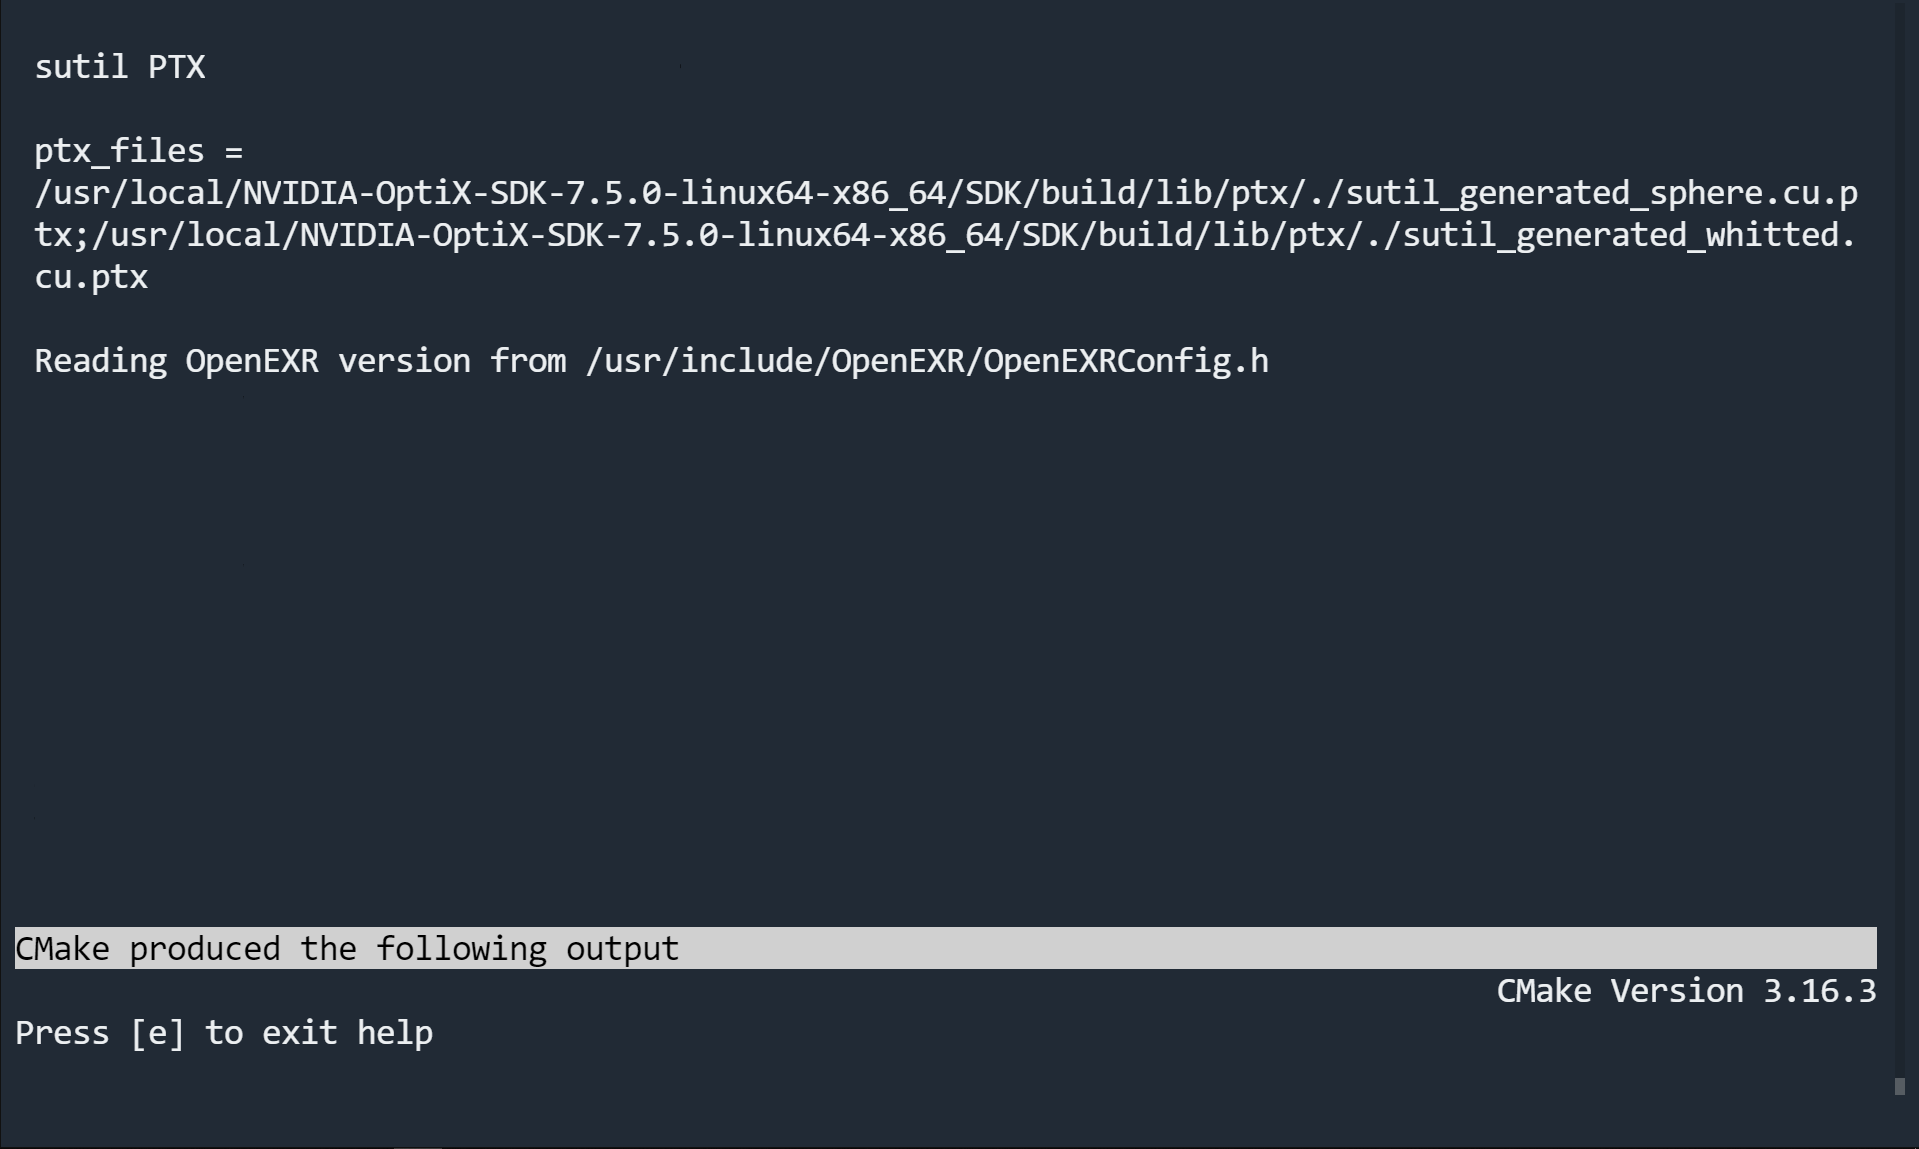 sutil PTX
ptx_files =
/usr/local/NVIDIA-OptiX-SDK-7.5.0-linux64-x86_64/SDK/build/lib/ptx/./sutil_generated_sphere.cu.p
tx;/usr/local/NVIDIA-OptiX-SDK-7.5.0-linux64-x86_64/SDK/build/lib/ptx/./sutil_generated_whitted.
cu.ptx
Reading OpenEXR version from /usr/include/OpenEXR/OpenEXRConfig.h
CMake produced the following output
CMake Version 3.16.3
Press [e] to exit help